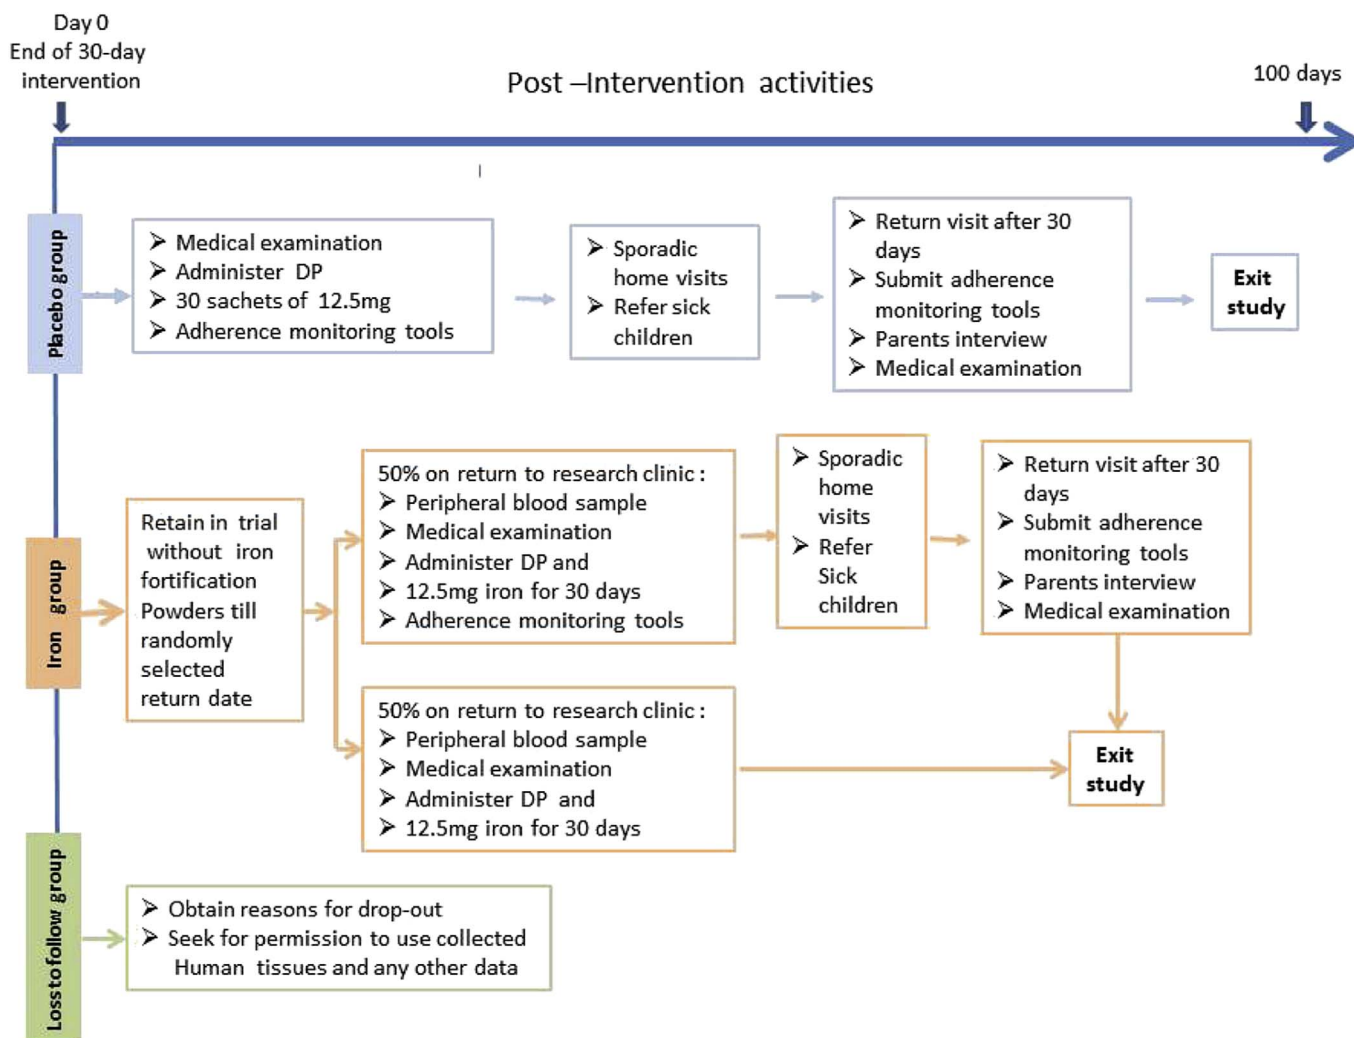 Day 0
End of 30-day
intervention
Post –Intervention activities
100 days
Placebo group
➤ Medical examination
➤ Administer DP
➤ 30 sachets of 12.5mg
➤ Adherence monitoring tools
➤ Sporadic
home visits
➤ Refer sick
children
➤ Return visit after 30
days
➤ Submit adherence
monitoring tools
➤ Parents interview
➤ Medical examination
Exit
study
Iron group
Retain in trial
without iron
fortification
Powders till
randomly
selected
return date
50% on return to research clinic :
➤ Peripheral blood sample
➤ Medical examination
➤ Administer DP and
➤ 12.5mg iron for 30 days
➤ Adherence monitoring tools
➤ Sporadic
home
visits
➤ Refer
Sick
children
➤ Return visit after 30
days
➤ Submit adherence
monitoring tools
➤ Parents interview
➤ Medical examination
50% on return to research clinic :
➤ Peripheral blood sample
➤ Medical examination
➤ Administer DP and
➤ 12.5mg iron for 30 days
Exit
study
Loss to follow group
➤ Obtain reasons for drop-out
➤ Seek for permission to use collected
Human tissues and any other data